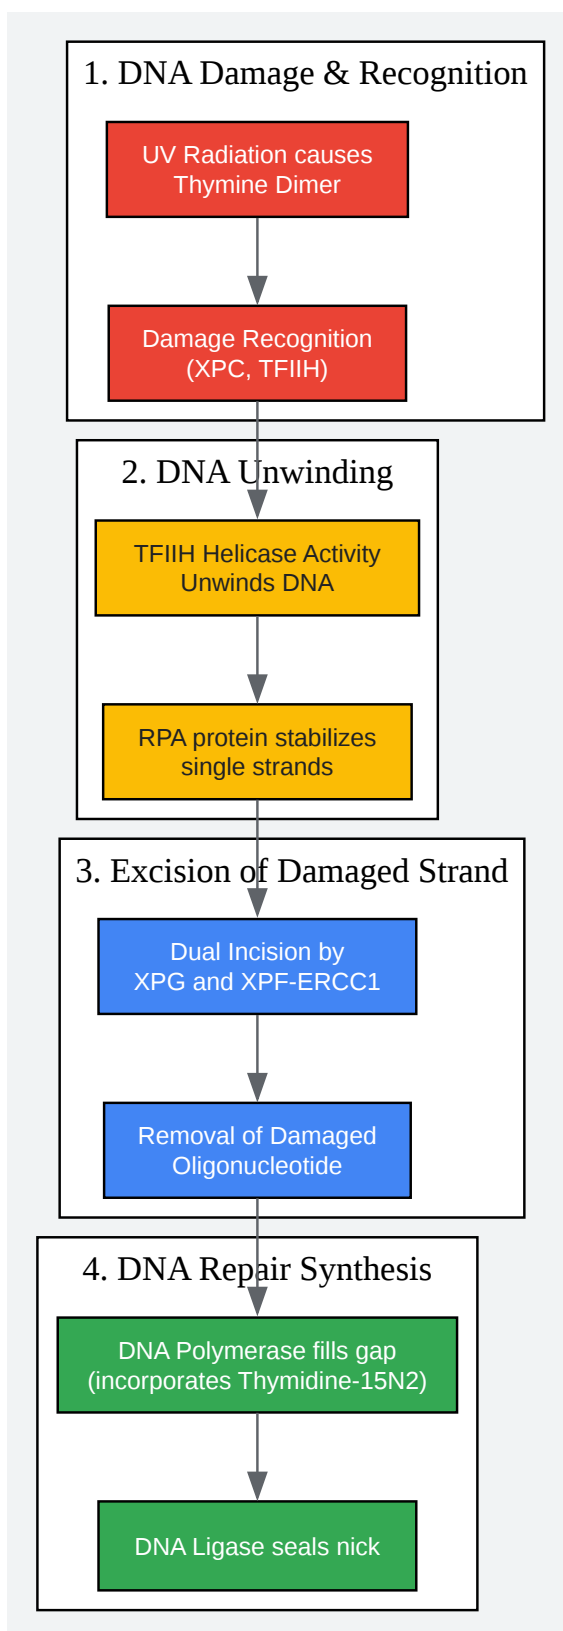 1. DNA Damage & Recognition
UV Radiation causes
Thymine Dimer
Damage Recognition
(XPC, TFIIH)
2. DNA Unwinding
TFIIH Helicase Activity
Unwinds DNA
RPA protein stabilizes
single strands
3. Excision of Damaged Strand
Dual Incision by
XPG and XPF-ERCC1
Removal of Damaged
Oligonucleotide
4. DNA Repair Synthesis
DNA Polymerase fills gap
(incorporates Thymidine-15N2)
DNA Ligase seals nick